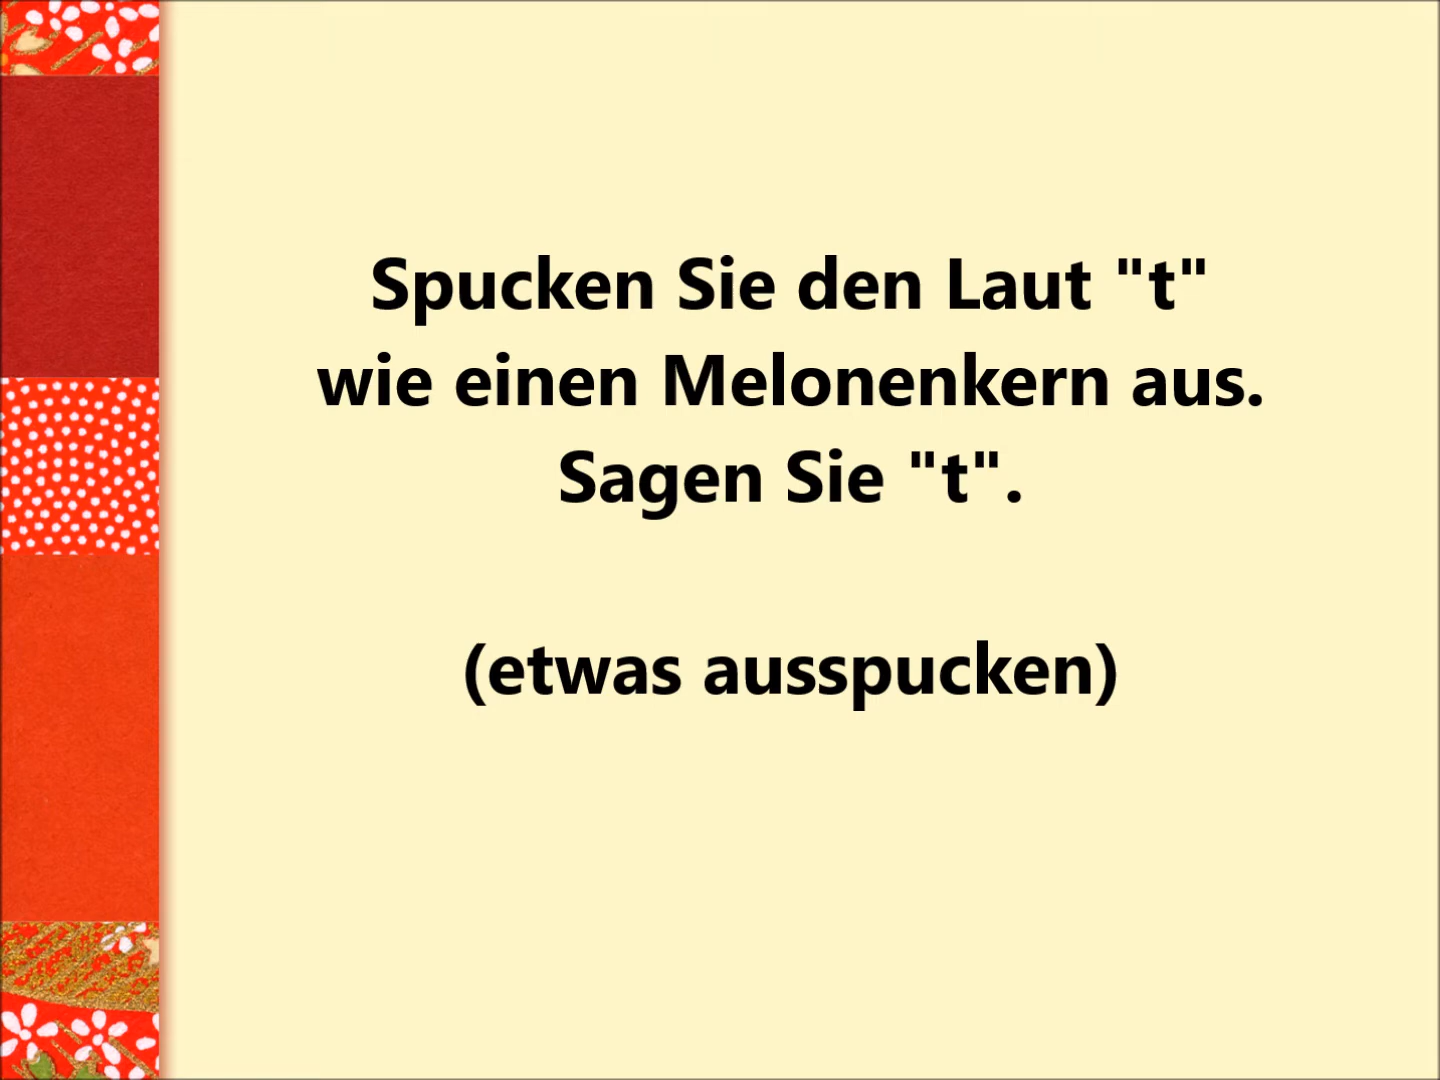 Spucken Sie den Laut "t"
wie einen Melonenkern aus.
Sagen Sie "t".
(etwas ausspucken)